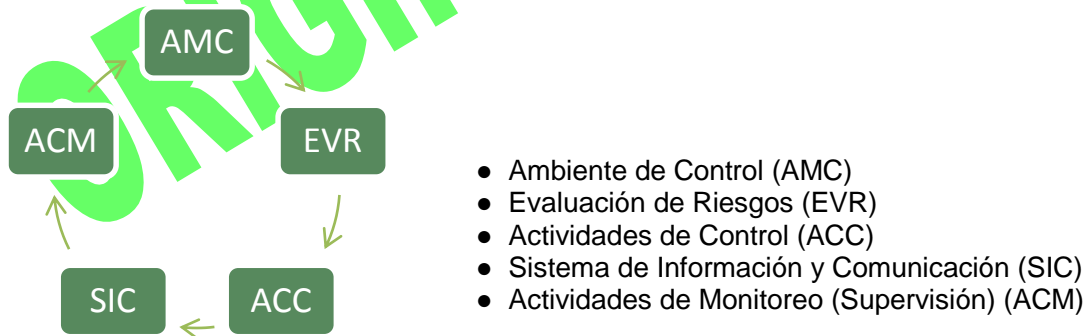 AMC
ACM
EVR
SIC
ACC
● Ambiente de Control (AMC)
● Evaluación de Riesgos (EVR)
● Actividades de Control (ACC)
● Sistema de Información y Comunicación (SIC)
● Actividades de Monitoreo (Supervisión) (ACM)